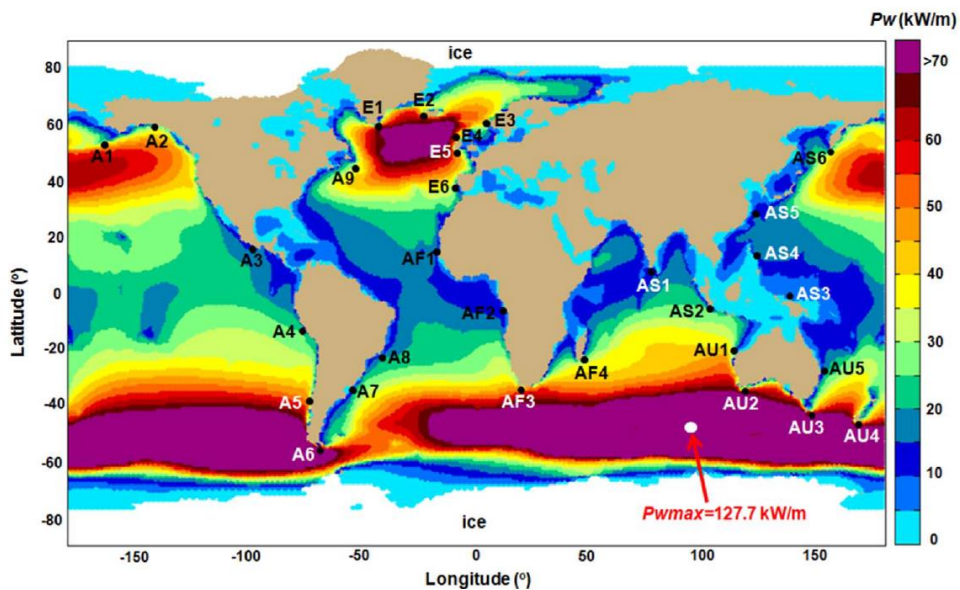 Pw (kW/m)
ice
80
>70
E2
E1
60
E3
A2
E4
60
A1
E5
AS6
50
40
A9
E6
AS5
20
A3
AF1
AS4
40
AS1
0
AF2
AS3
AS2
30
A4
AU1
-20
A8
AF4
AU5
A7
20
-40
A5
AF3
AU2
AU3
AU4
A6
10
-60
Pwmax=127.7 kW/m
-80
ice
0
-150
-100
-50
0
50
100
150
Longitude (º)
Latitude (º)